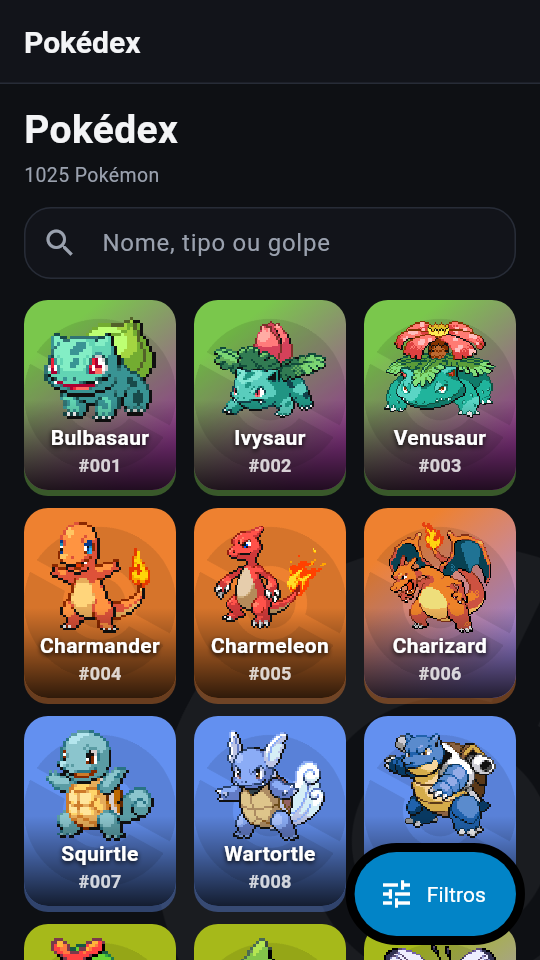 Pokédex
Pokédex
1025 Pokémon
Nome, tipo ou golpe
Bulbasaur
#001
Ivysaur
#002
Venusaur
#003
Charmander
#004
Charmeleon
#005
Charizard
#006
Squirtle
#007
Wartortle
#008
Filtros